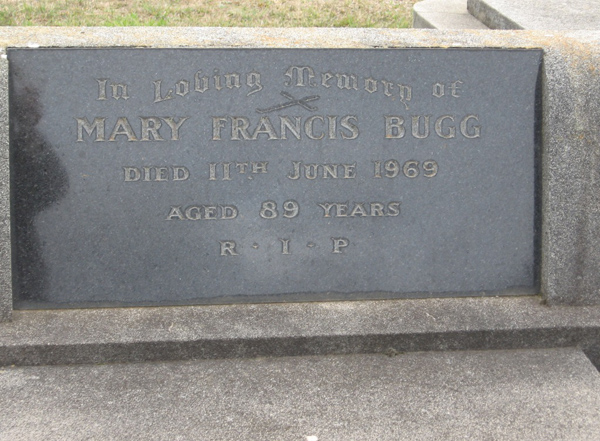 In Loving Memory of
MARY FRANCIS BUGG
DIED 11TH JUNE 1969
AGED 89 YEARS
R · I · P